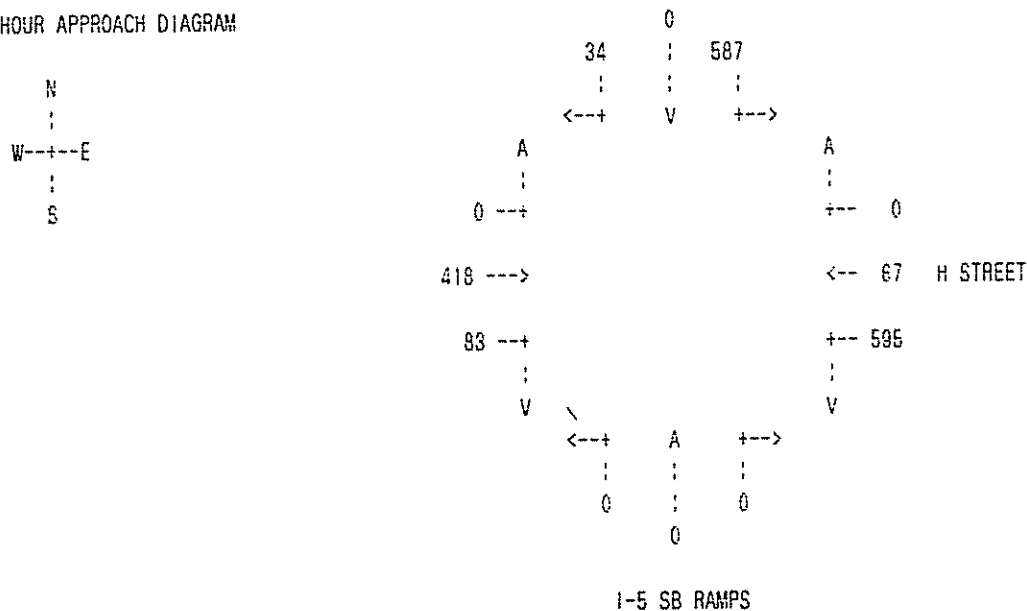 HOUR APPROACH DIAGRAM
0
34 : 587
N : : :
: <--+ V +-->
W--+--E A A
: : :
S 0 --+ +-- 0
418 ---> <-- 67 H STREET
83 --+ +-- 595
: :
V \ V
<--+ A +-->
: : :
0 : 0
0
I-5 SB RAMPS